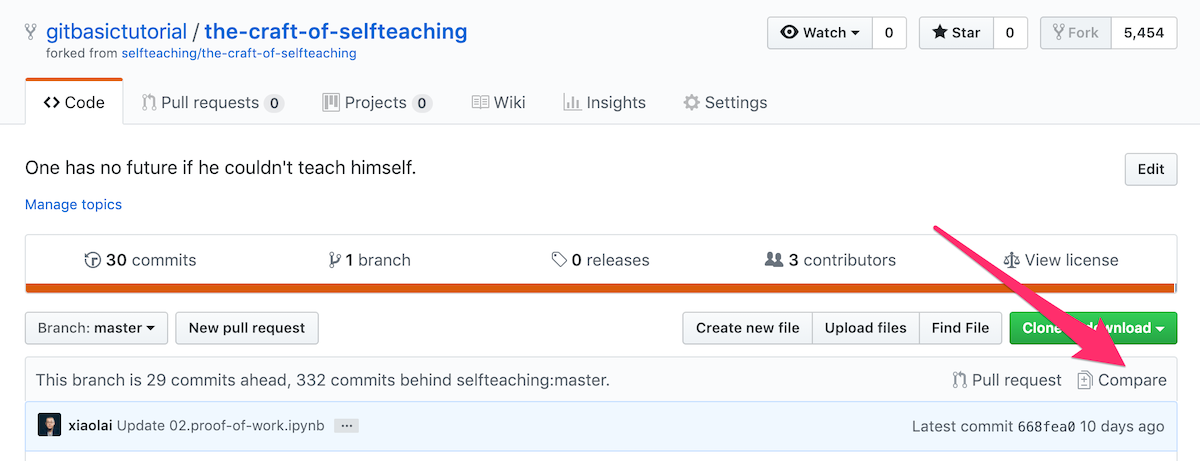 gitbasictutorial / the-craft-of-selfteaching
Watch 0 Star 0 Fork 5,454
forked from selfteaching/the-craft-of-selfteaching
Code Pull requests 0 Projects 0 Wiki Insights Settings
One has no future if he couldn't teach himself.
Edit
Manage topics
30 commits 1 branch 0 releases 3 contributors View license
Branch: master New pull request Create new file Upload files Find File Clone download
This branch is 29 commits ahead, 332 commits behind selfteaching:master. Pull request Compare
xiaolai Update 02.proof-of-work.ipynb ... Latest commit 668fea0 10 days ago